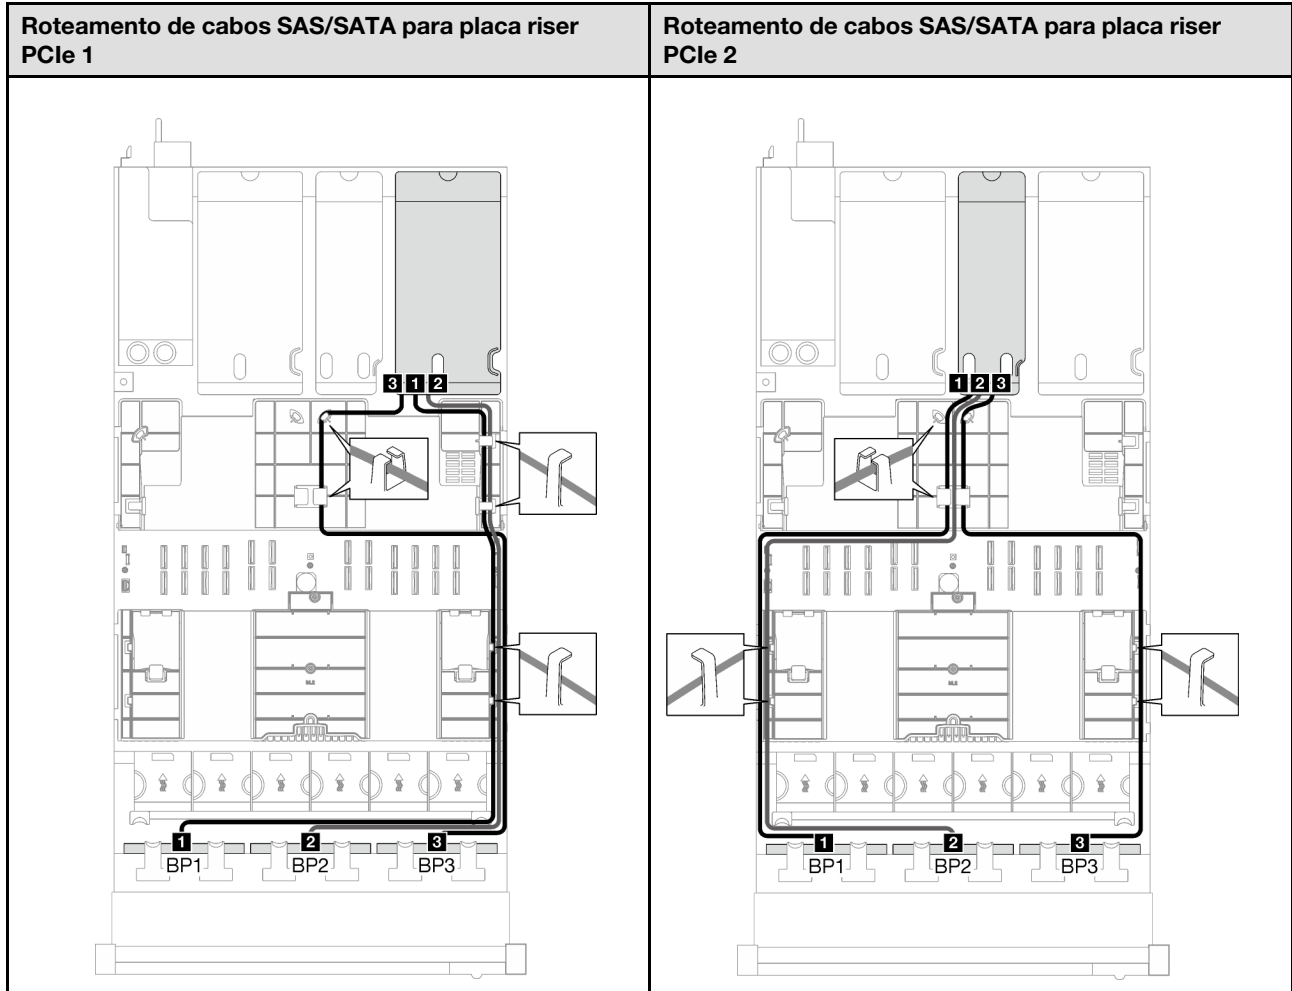 Roteamento de cabos SAS/SATA para placa riser
PCIe 1
Roteamento de cabos SAS/SATA para placa riser
PCIe 2
3 1 2
1 2 3
1 2 3
BP1 BP2 BP3
1 2 3
BP1 BP2 BP3